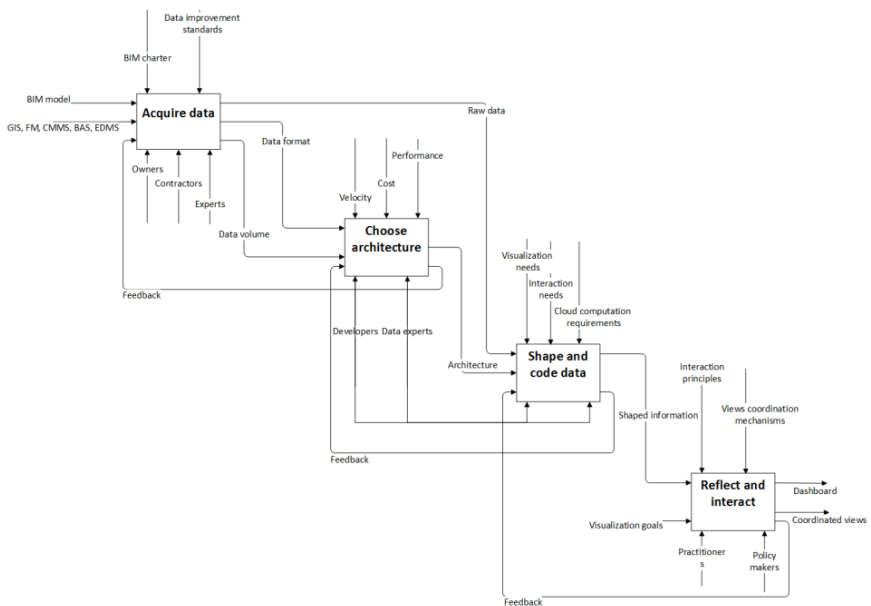 Data improvement
standards
BIM charter
BIM model
Acquire data
Raw data
GIS, FM, CMMS, BAS, EDMS
Data format
Performance
Owners
Contractors
Cost
Velocity
Experts
Data volume
Choose
architecture
Visualization
needs
Interaction
needs
Feedback
Cloud computation
requirements
Developers
Data experts
Shape and
code data
Architecture
Interaction
principles
Views coordination
mechanisms
Shaped information
Feedback
Reflect and
interact
Dashboard
Coordinated views
Visualization goals
Practitioner
s
Policy
makers
Feedback